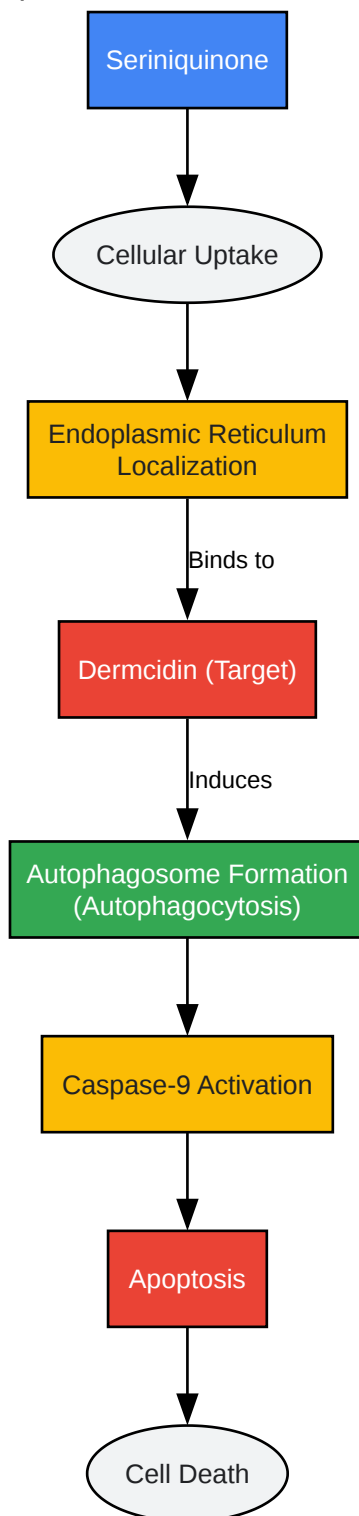 Seriniquinone
Cellular Uptake
Endoplasmic Reticulum
Localization
Binds to
Dermcidin (Target)
Induces
Autophagosome Formation
(Autophagocytosis)
Caspase-9 Activation
Apoptosis
Cell Death